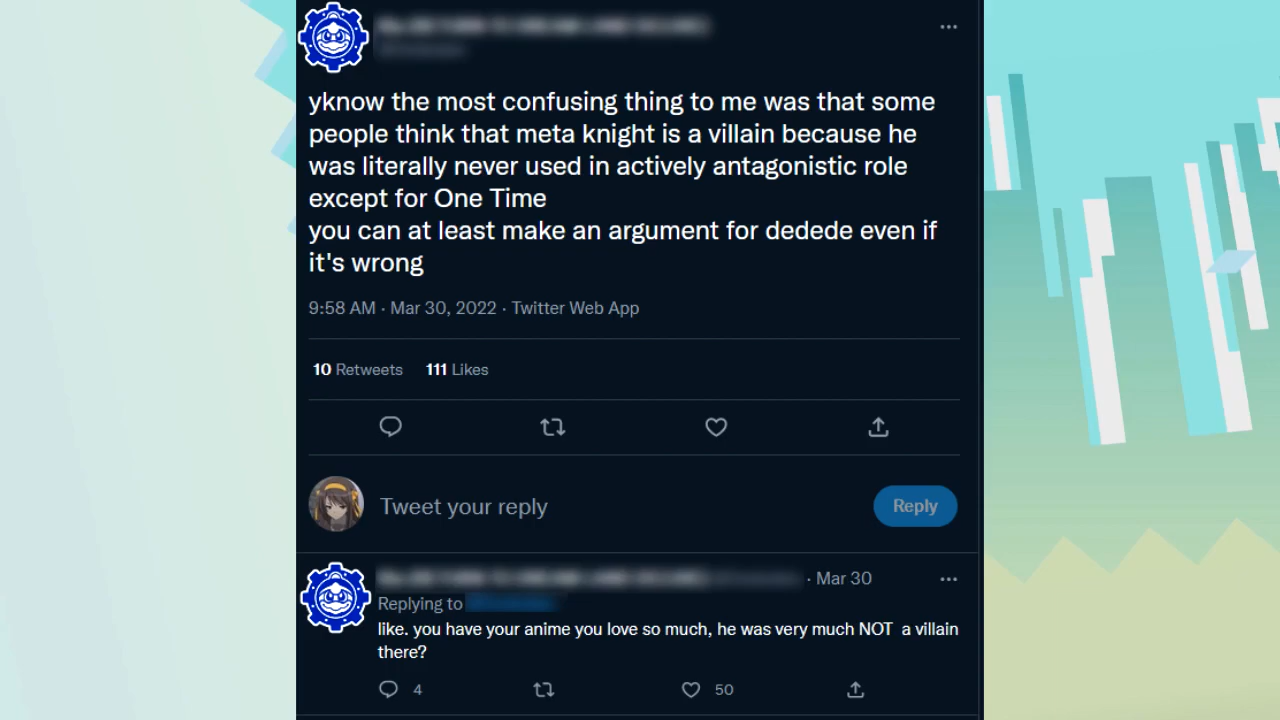 yknow the most confusing thing to me was that some
people think that meta knight is a villain because he
was literally never used in actively antagonistic role
except for One Time
you can at least make an argument for dedede even if
it's wrong
9:58 AM · Mar 30, 2022 · Twitter Web App
10 Retweets 111 Likes
Tweet your reply Reply
· Mar 30
Replying to
like. you have your anime you love so much, he was very much NOT a villain
there?
4 50